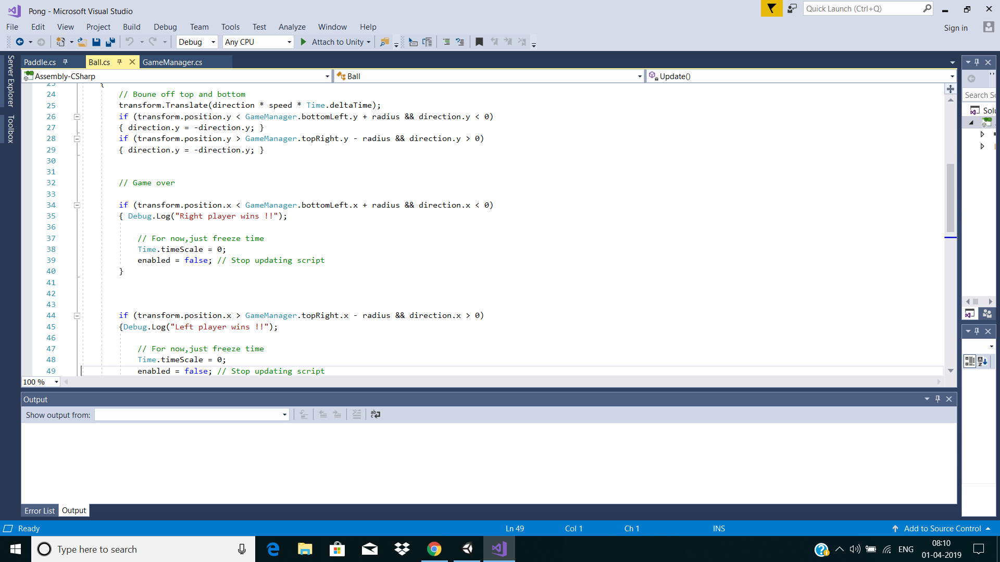 Pong - Microsoft Visual Studio
Quick Launch (Ctrl+Q)
File Edit View Project Build Debug Team Tools Test Analyze Window Help
Sign in
Debug Any CPU Attach to Unity
Server Explorer
Toolbox
Paddle.cs Ball.cs GameManager.cs
Assembly-CSharp Ball Update()
Search
23 {
24 // Boune off top and bottom
25 transform.Translate(direction * speed * Time.deltaTime);
26 if (transform.position.y < GameManager.bottomLeft.y + radius && direction.y < 0)
27 { direction.y = -direction.y; }
28 if (transform.position.y > GameManager.topRight.y - radius && direction.y > 0)
29 { direction.y = -direction.y; }
30
31
32 // Game over
33
34 if (transform.position.x < GameManager.bottomLeft.x + radius && direction.x < 0)
35 { Debug.Log("Right player wins !!");
36
37 // For now,just freeze time
38 Time.timeScale = 0;
39 enabled = false; // Stop updating script
40 }
41
42
43
44 if (transform.position.x > GameManager.topRight.x - radius && direction.x > 0)
45 {Debug.Log("Left player wins !!");
46
47 // For now,just freeze time
48 Time.timeScale = 0;
49 enabled = false; // Stop updating script
100 %
Output
Show output from:
Error List Output
Ready Ln 49 Col 1 Ch 1 INS Add to Source Control
Type here to search
ENG
08:10
01-04-2019